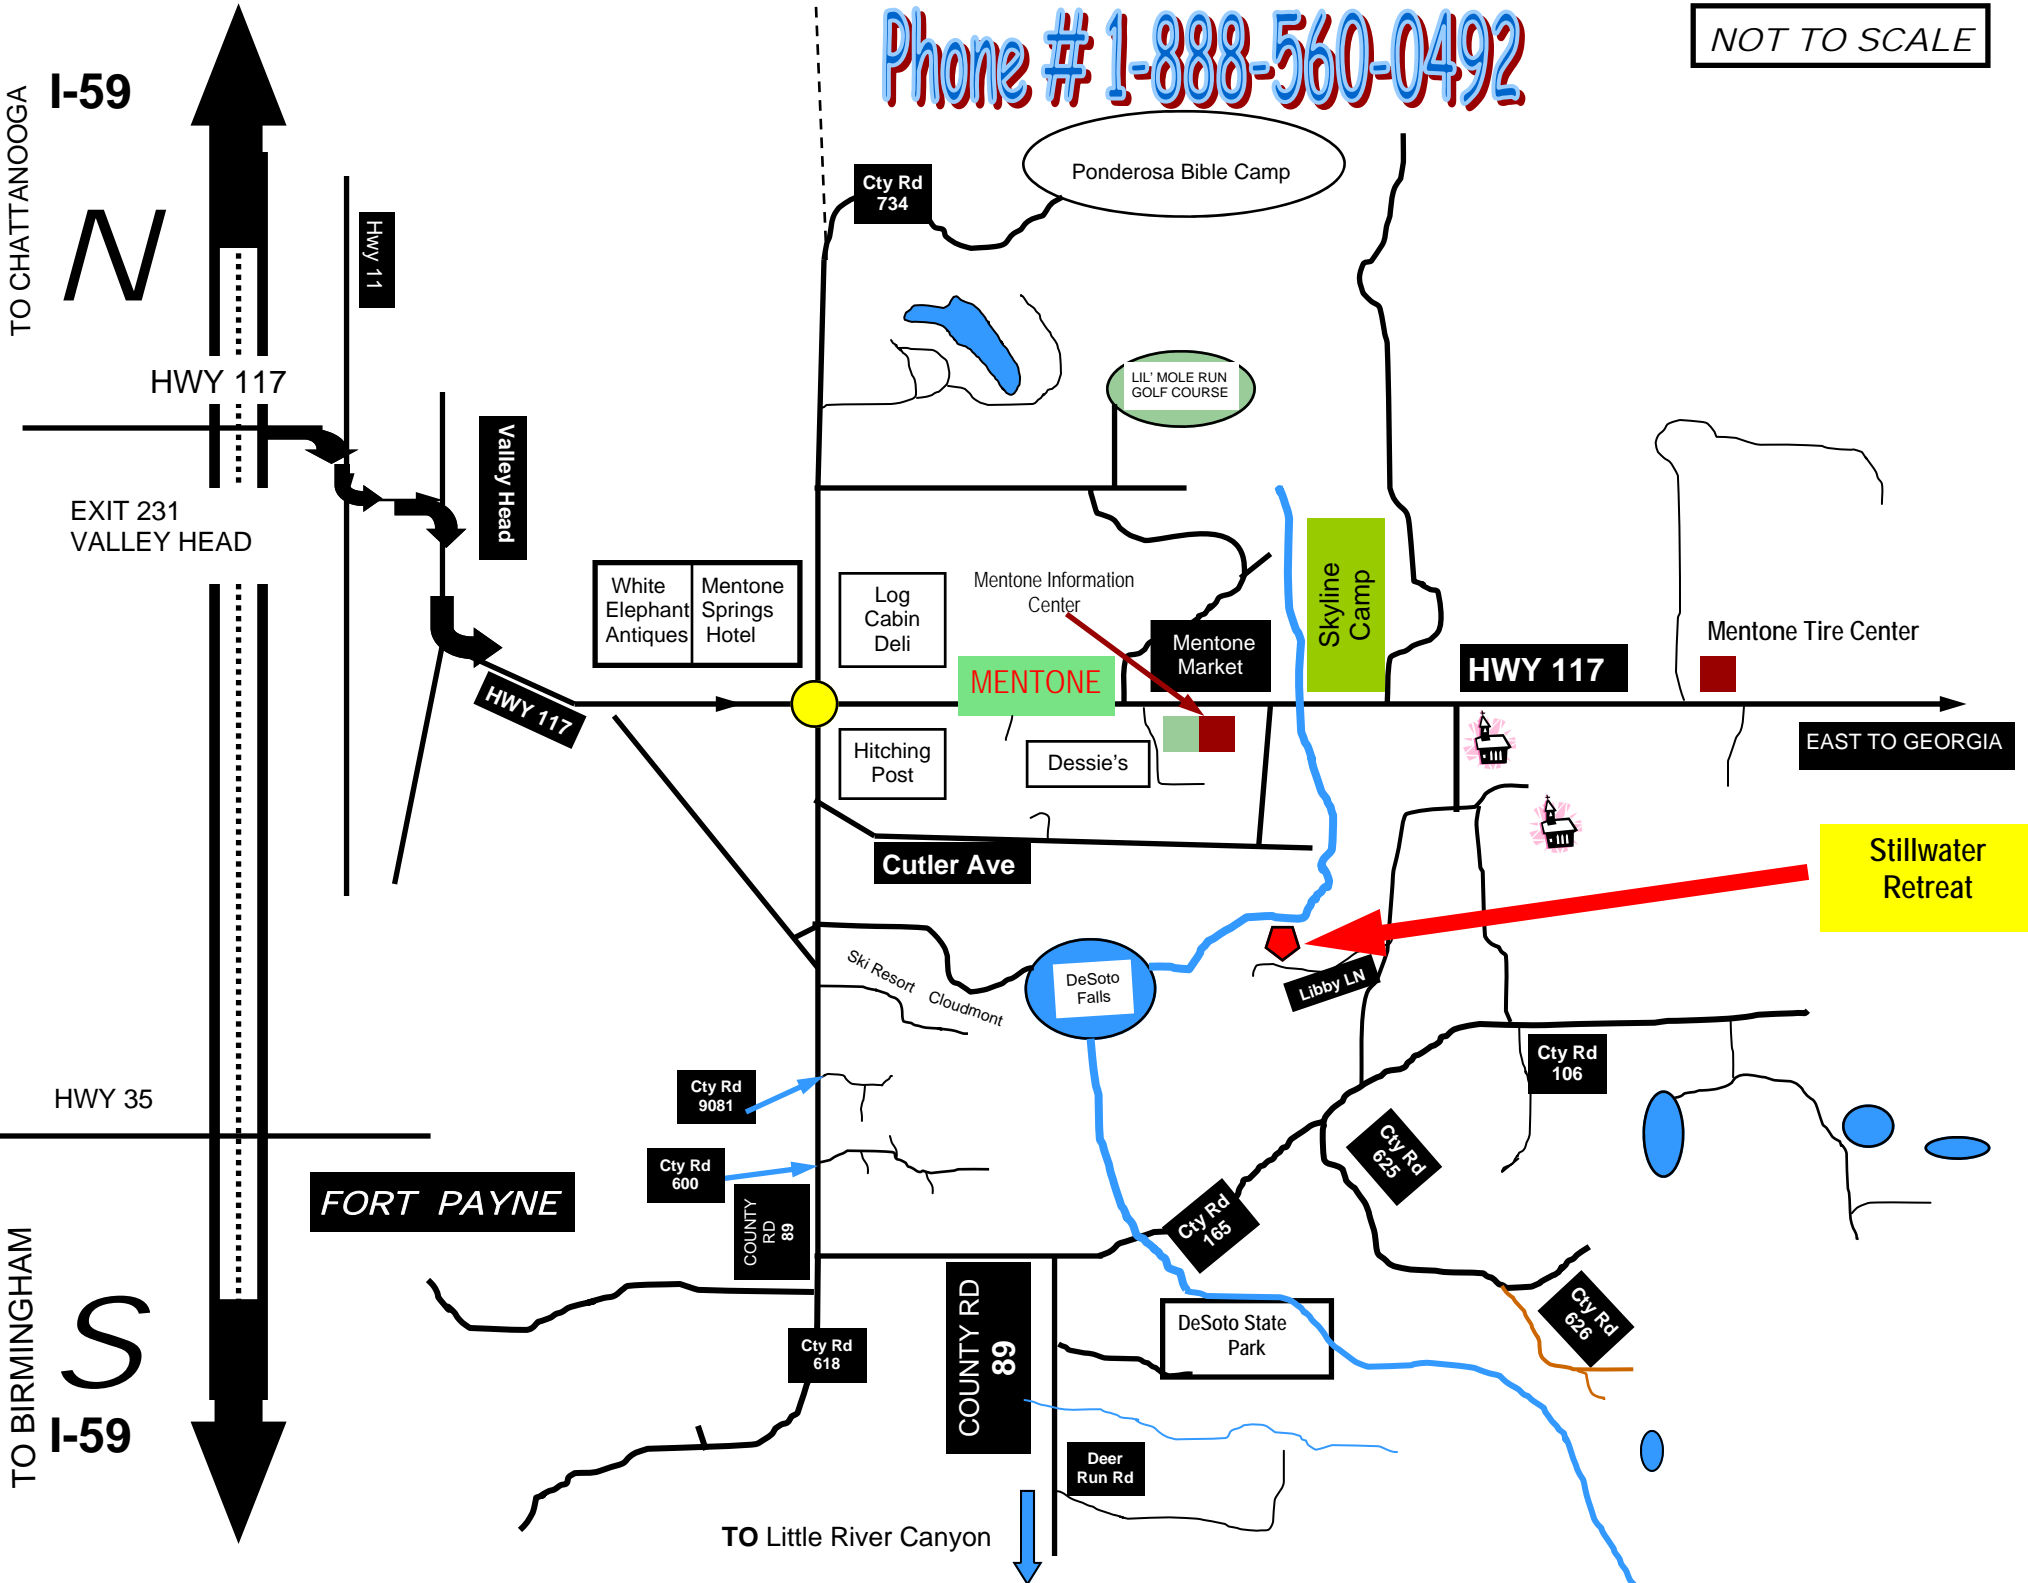 Phone # 1-888-560-0492
NOT TO SCALE
I-59
TO CHATTANOOGA
N
Hwy 11
Cty Rd
734
Ponderosa Bible Camp
HWY 117
LIL' MOLE RUN
GOLF COURSE
EXIT 231
VALLEY HEAD
Valley Head
White
Elephant
Antiques
Mentone
Springs
Hotel
Log
Cabin
Deli
Mentone Information
Center
Mentone
Market
Skyline
Camp
Mentone Tire Center
HWY 117
MENTONE
HWY 117
EAST TO GEORGIA
Hitching
Post
Dessie's
Cutler Ave
Stillwater
Retreat
Ski Resort Cloudmont
DeSoto
Falls
Libby LN
Cty Rd
106
Cty Rd
9081
HWY 35
Cty Rd
625
Cty Rd
600
FORT PAYNE
COUNTY
RD
89
Cty Rd
165
TO BIRMINGHAM
S
I-59
Cty Rd
618
COUNTY RD
89
DeSoto State
Park
Cty Rd
626
Deer
Run Rd
TO Little River Canyon